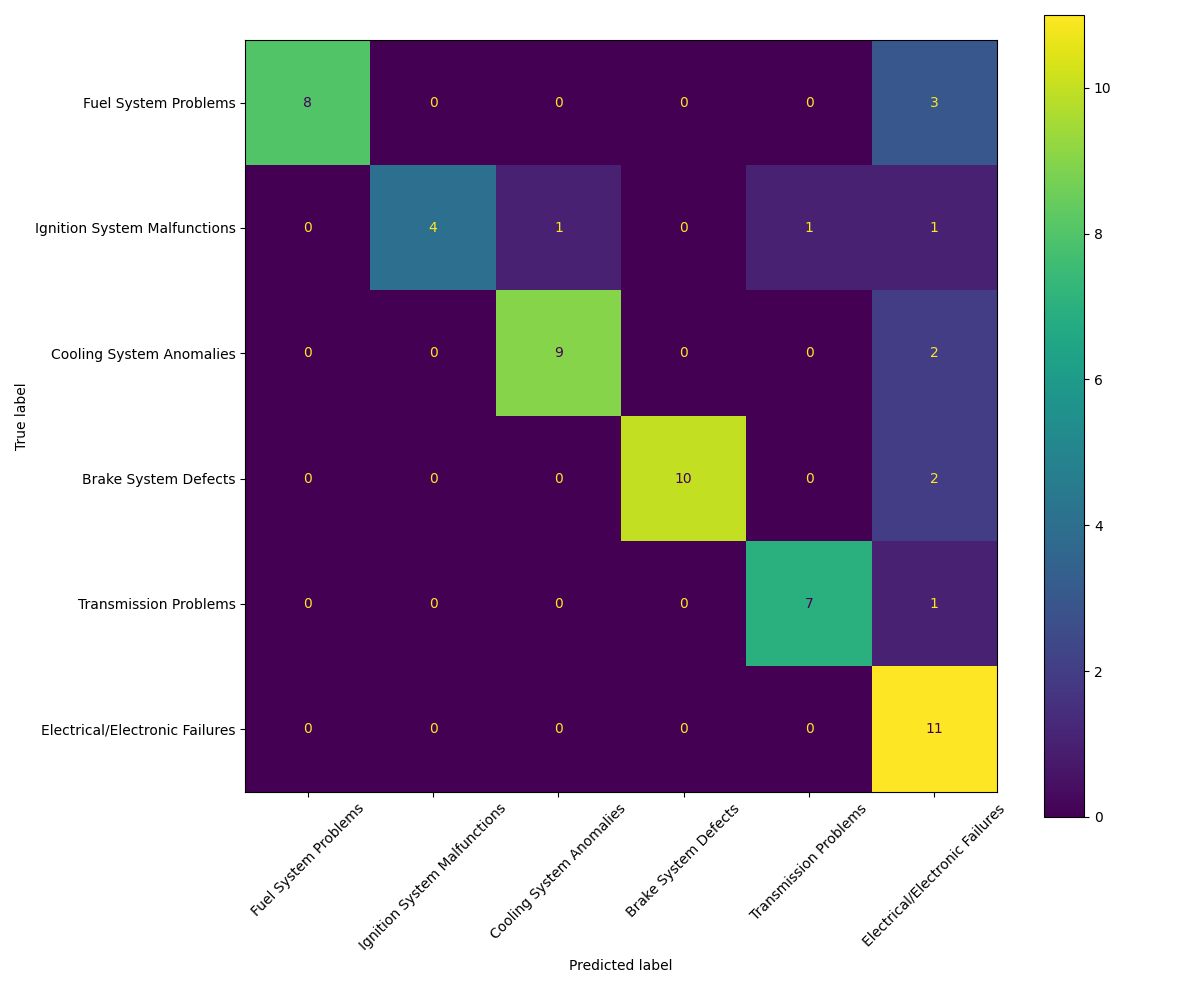 Fuel System Problems 8 0 0 0 0 3
Ignition System Malfunctions 0 4 1 0 1 1
Cooling System Anomalies 0 0 9 0 0 2
Brake System Defects 0 0 0 10 0 2
Transmission Problems 0 0 0 0 7 1
Electrical/Electronic Failures 0 0 0 0 0 11
True label
Fuel System Problems
Ignition System Malfunctions
Cooling System Anomalies
Brake System Defects
Transmission Problems
Electrical/Electronic Failures
Predicted label
10
8
6
4
2
0